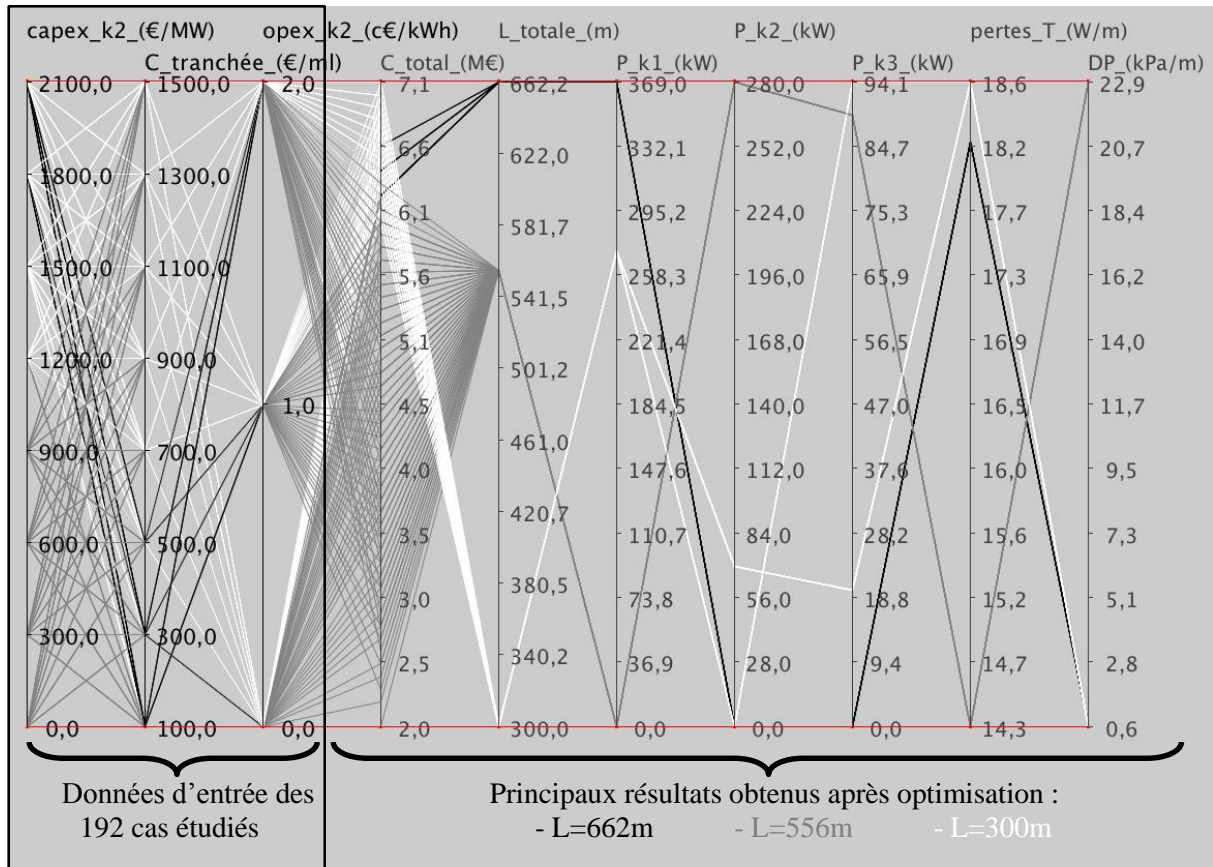 capex_k2_(€/MW) opex_k2_(c€/kWh) L_totale_(m) P_k2_(kW) pertes_T_(W/m)
C_tranchée_(€/ml) C_total_(M€) P_k1_(kW) P_k3_(kW) DP_(kPa/m)
2100,0 1500,0 2,0 7,1 662,2 369,0 280,0 94,1 18,6 22,9
6,6 622,0 332,1 252,0 84,7 18,2 20,7
1800,0 1300,0
6,1 581,7 295,2 224,0 75,3 17,7 18,4
1500,0 1100,0 5,6 541,5 258,3 196,0 65,9 17,3 16,2
1200,0 900,0 5,1 501,2 221,4 168,0 56,5 16,9 14,0
1,0 4,5 461,0 184,5 140,0 47,0 16,5 11,7
900,0 700,0 4,0 420,7 147,6 112,0 37,6 16,0 9,5
600,0 500,0 3,5 380,5 110,7 84,0 28,2 15,6 7,3
300,0 300,0 3,0 340,2 73,8 56,0 18,8 15,2 5,1
2,5 36,9 28,0 9,4 14,7 2,8
0,0 100,0 0,0 2,0 300,0 0,0 0,0 0,0 14,3 0,6
Données d’entrée des
192 cas étudiés
Principaux résultats obtenus après optimisation :
- L=662m - L=556m - L=300m